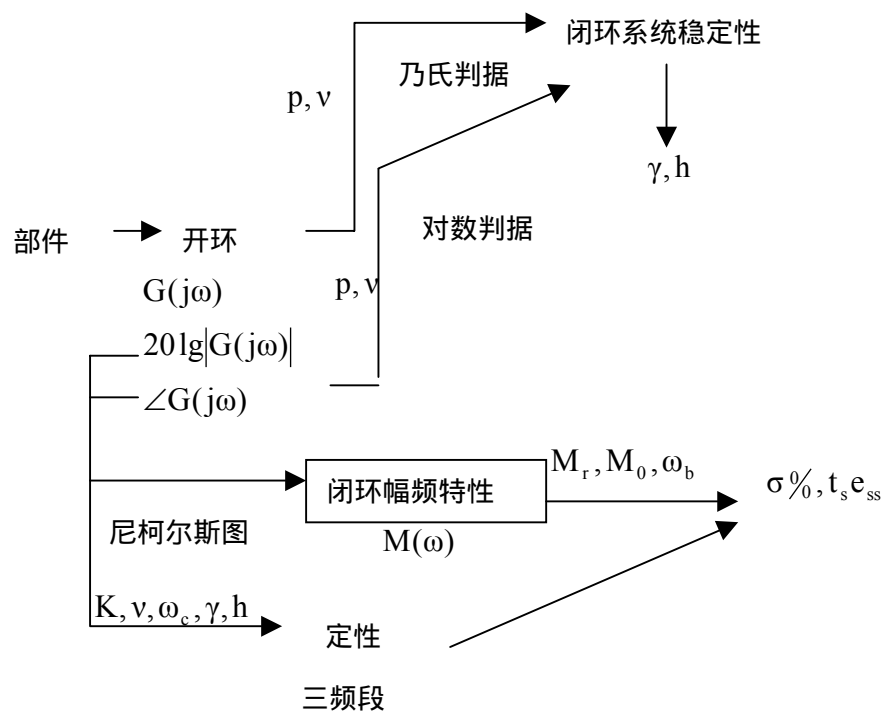 闭环系统稳定性
乃氏判据
p, ν
γ, h
对数判据
部件
开环
G(jω)
p, ν
20lg|G(jω)|
∠G(jω)
M_r, M_0, ω_b
闭环幅频特性
σ%, t_s e_ss
尼柯尔斯图
M(ω)
K, ν, ω_c, γ, h
定性
三频段